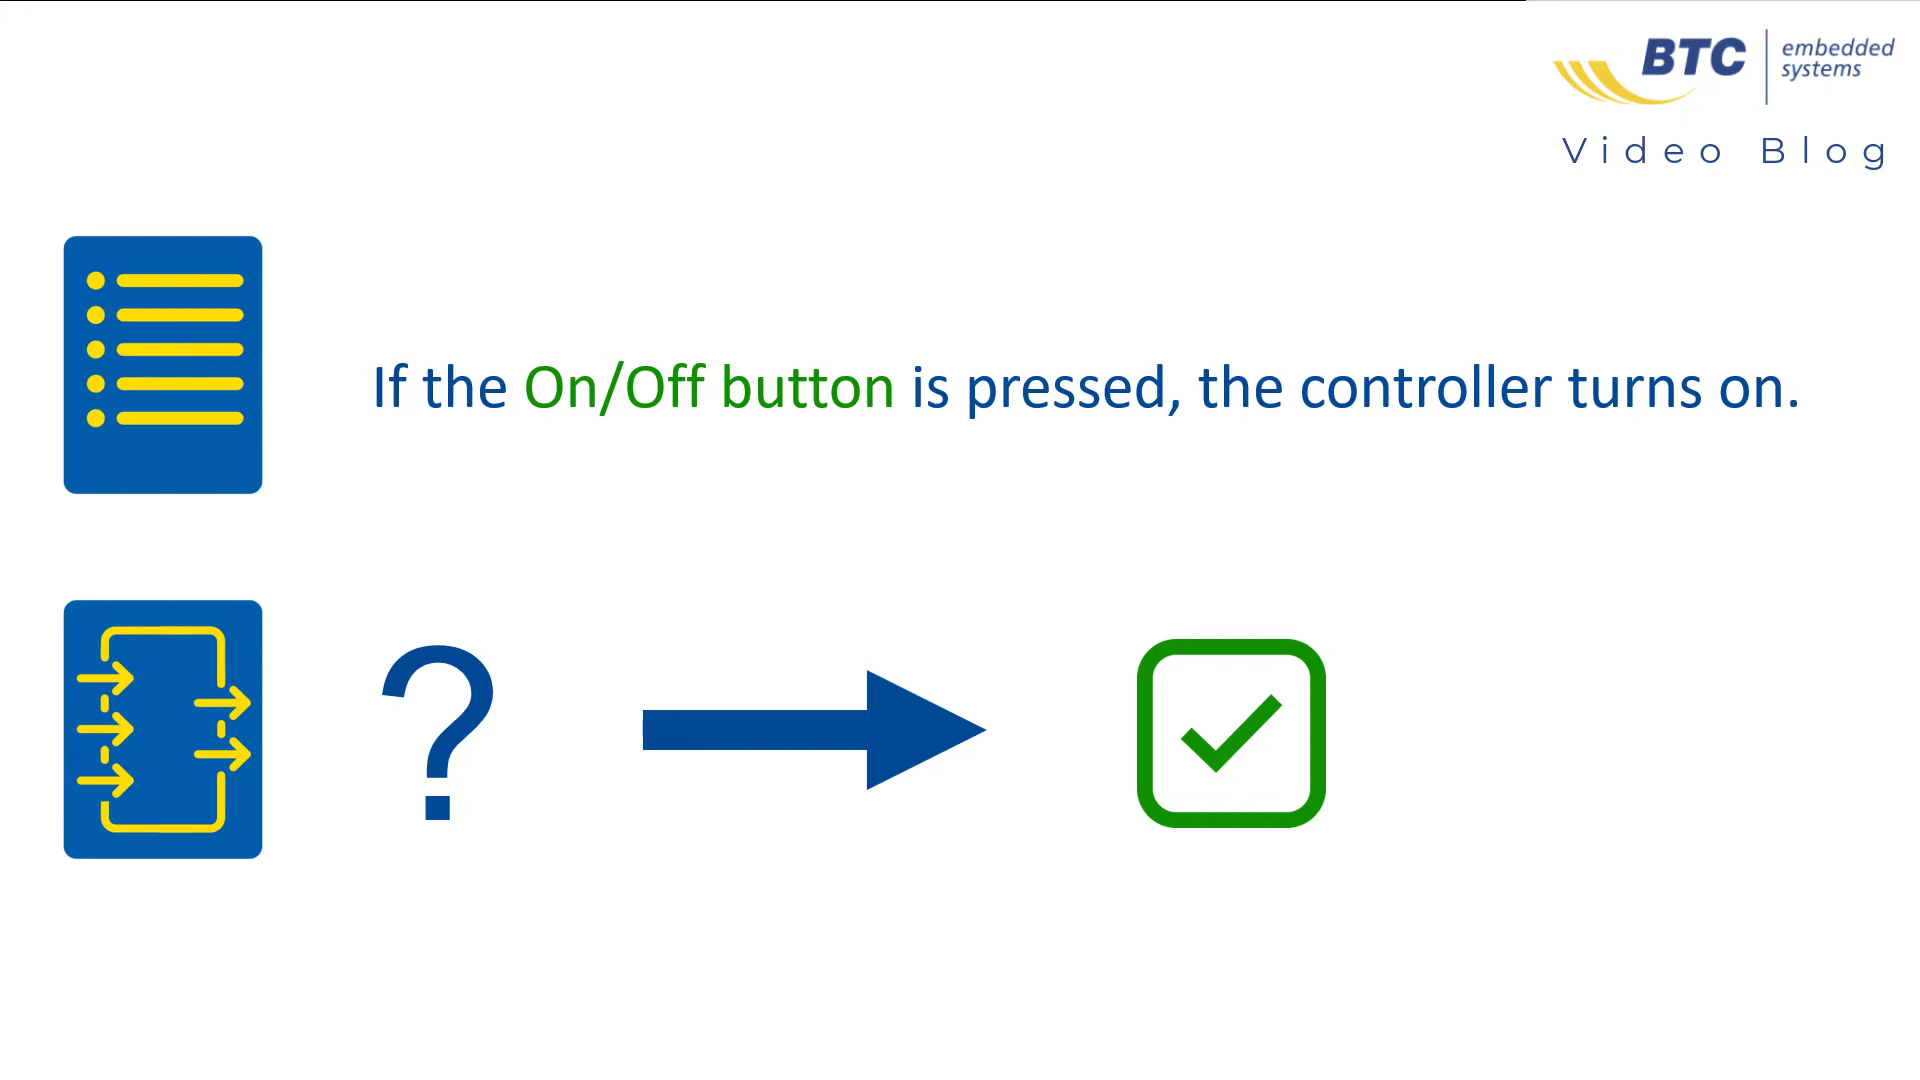 BTC embedded systems
Video Blog
If the On/Off button is pressed, the controller turns on.
?